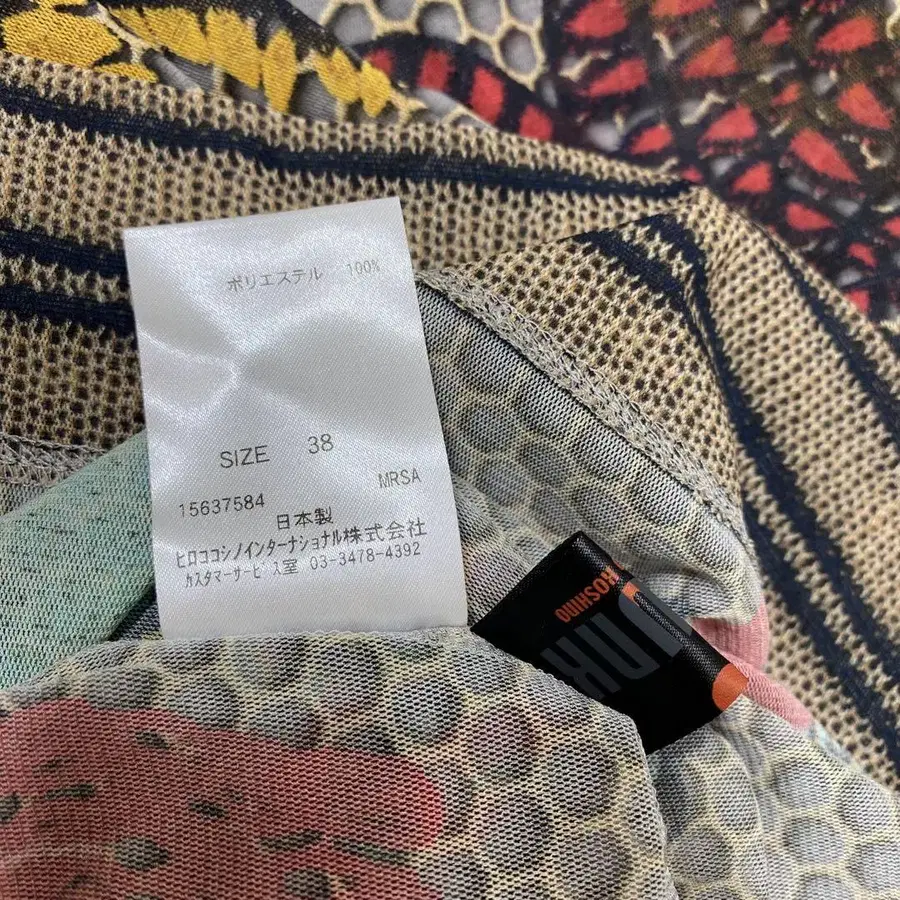 ポリエステル 100%
SIZE 38
MRSA
15637584
日本製
ヒロココシノインターナショナル株式会社
カスタマーサービス室 03-3478-4392
KOSHINO